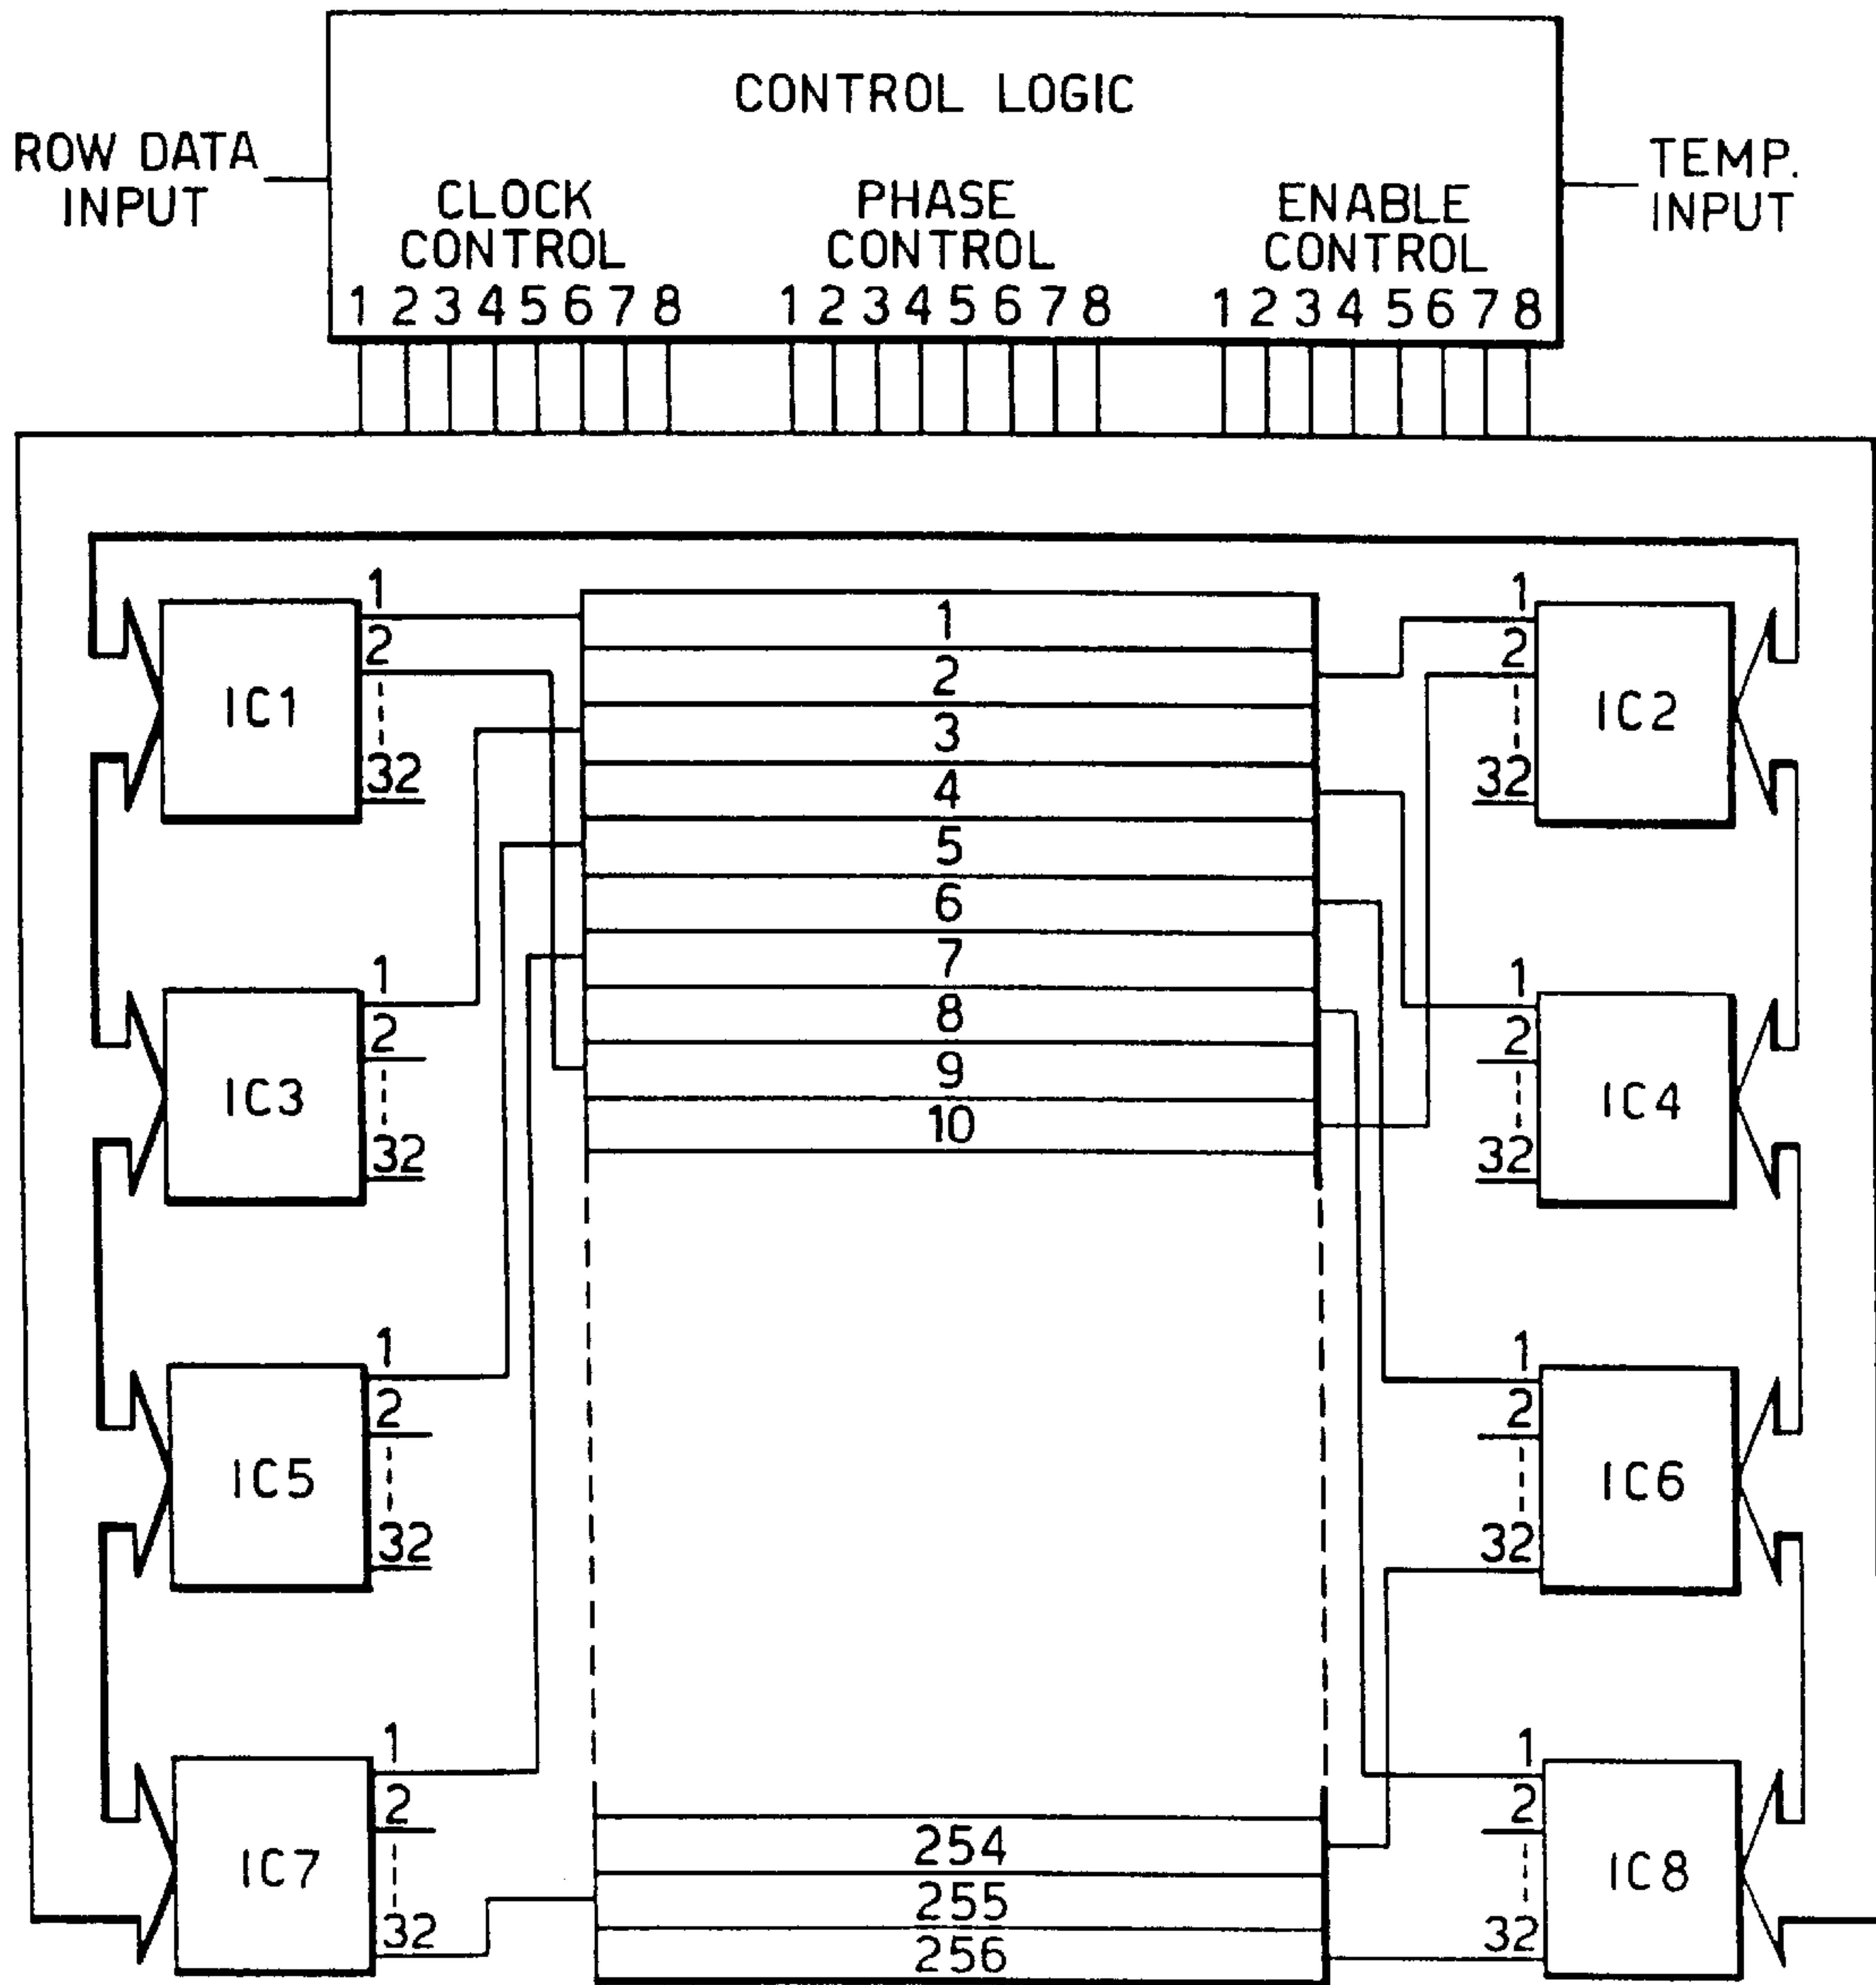 CONTROL LOGIC
ROW DATA
INPUT
TEMP.
INPUT
CLOCK
CONTROL
PHASE
CONTROL
ENABLE
CONTROL
1 2 3 4 5 6 7 8
1 2 3 4 5 6 7 8
1 2 3 4 5 6 7 8
IC1
1
2
32
IC3
1
2
32
IC5
1
2
32
IC7
1
2
32
1
2
3
4
5
6
7
8
9
10
254
255
256
1
2
32
IC2
1
2
32
IC4
1
2
32
IC6
1
2
32
IC8